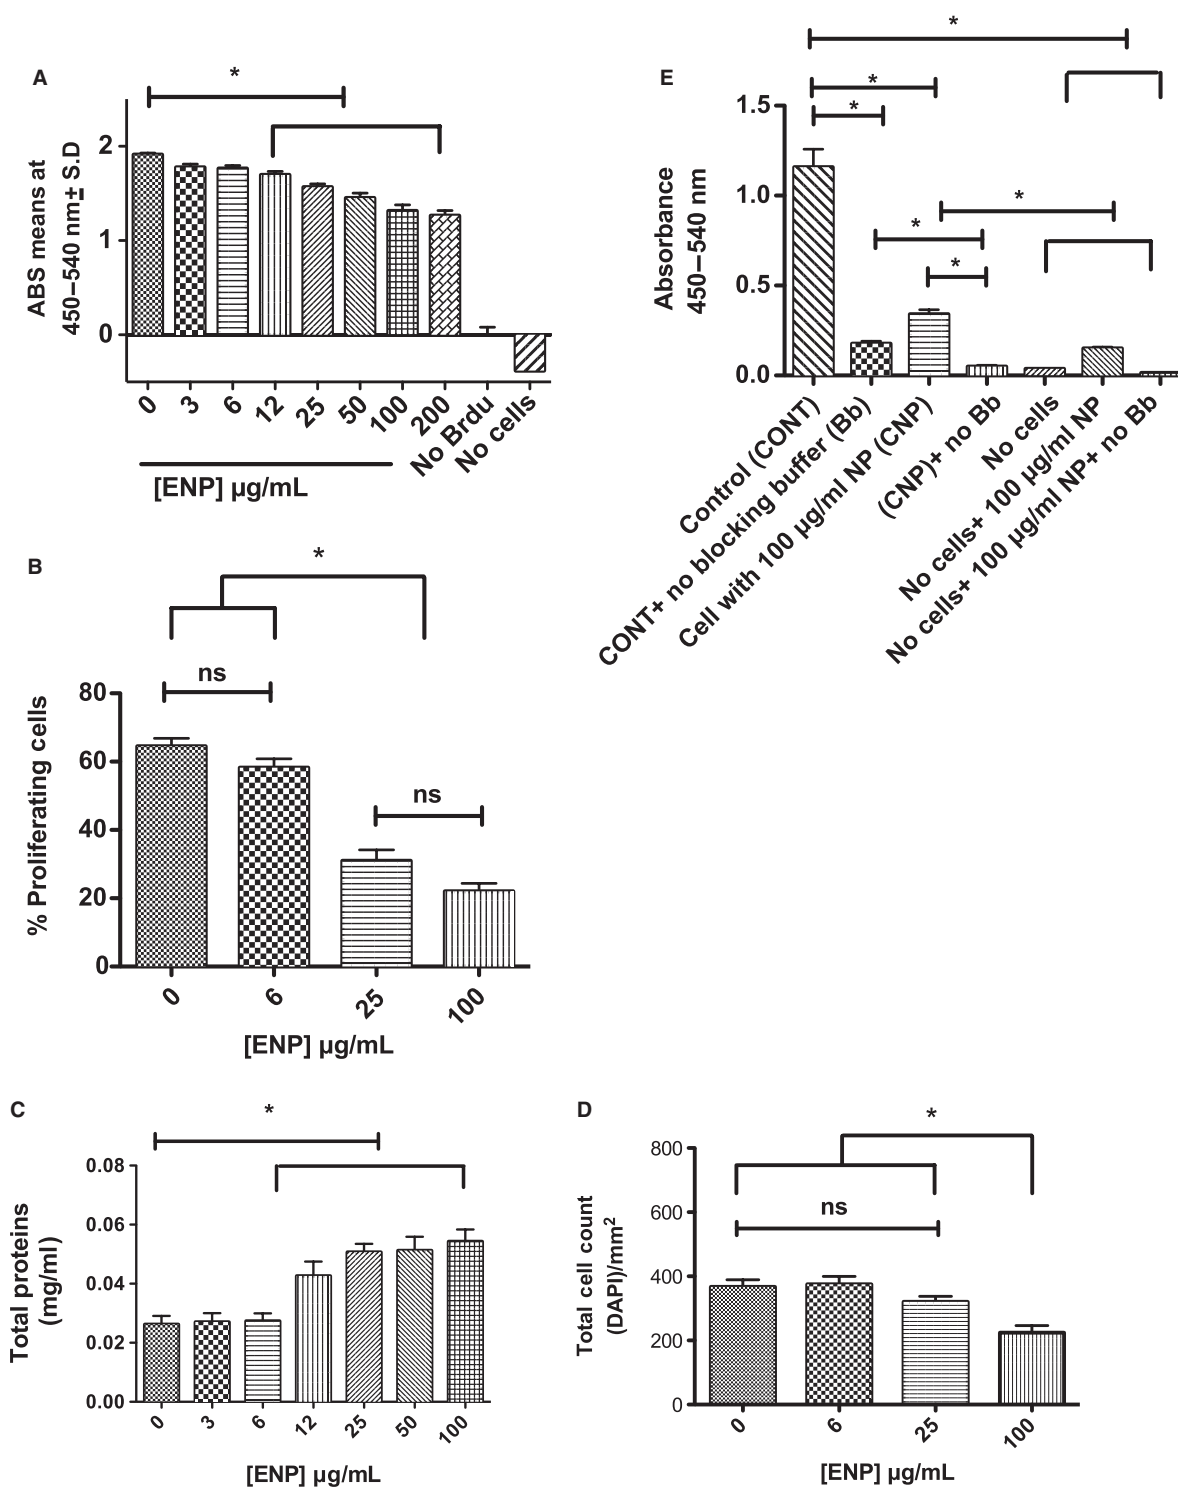 A
*
ABS means at
450–540 nm± S.D
2
1
0
0
3
6
12
25
50
100
200
No Brdu
No cells
[ENP] µg/mL
E
*
*
*
*
*
*
Absorbance
450–540 nm
1.5
1.0
0.5
0.0
Control (CONT)
CONT+ no blocking buffer (Bb)
Cell with 100 µg/ml NP (CNP)
(CNP)+ no Bb
No cells
No cells+ 100 µg/ml NP
No cells+ 100 µg/ml NP+ no Bb
B
*
ns
ns
% Proliferating cells
80
60
40
20
0
0
6
25
100
[ENP] µg/mL
C
*
Total proteins
(mg/ml)
0.08
0.06
0.04
0.02
0.00
0
3
6
12
25
50
100
[ENP] µg/mL
D
*
ns
Total cell count
(DAPI)/mm²
800
600
400
200
0
0
6
25
100
[ENP] µg/mL